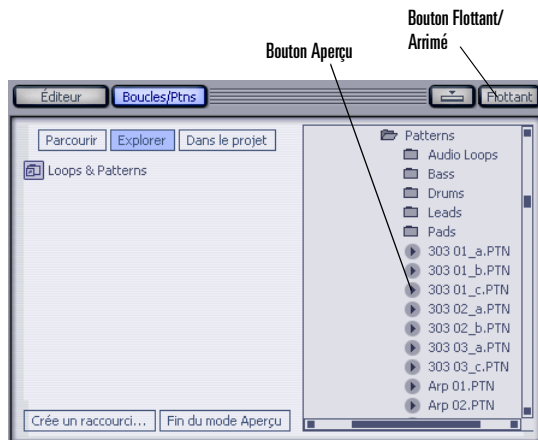 Bouton Flottant/
Arrimé
Bouton Aperçu
Éditeur
Boucles/Ptns
Flottant
Parcourir
Explorer
Dans le projet
Loops & Patterns
Patterns
Audio Loops
Bass
Drums
Leads
Pads
303 01_a.PTN
303 01_b.PTN
303 01_c.PTN
303 02_a.PTN
303 02_b.PTN
303 03_a.PTN
303 03_c.PTN
Arp 01.PTN
Arp 02.PTN
Crée un raccourci...
Fin du mode Aperçu